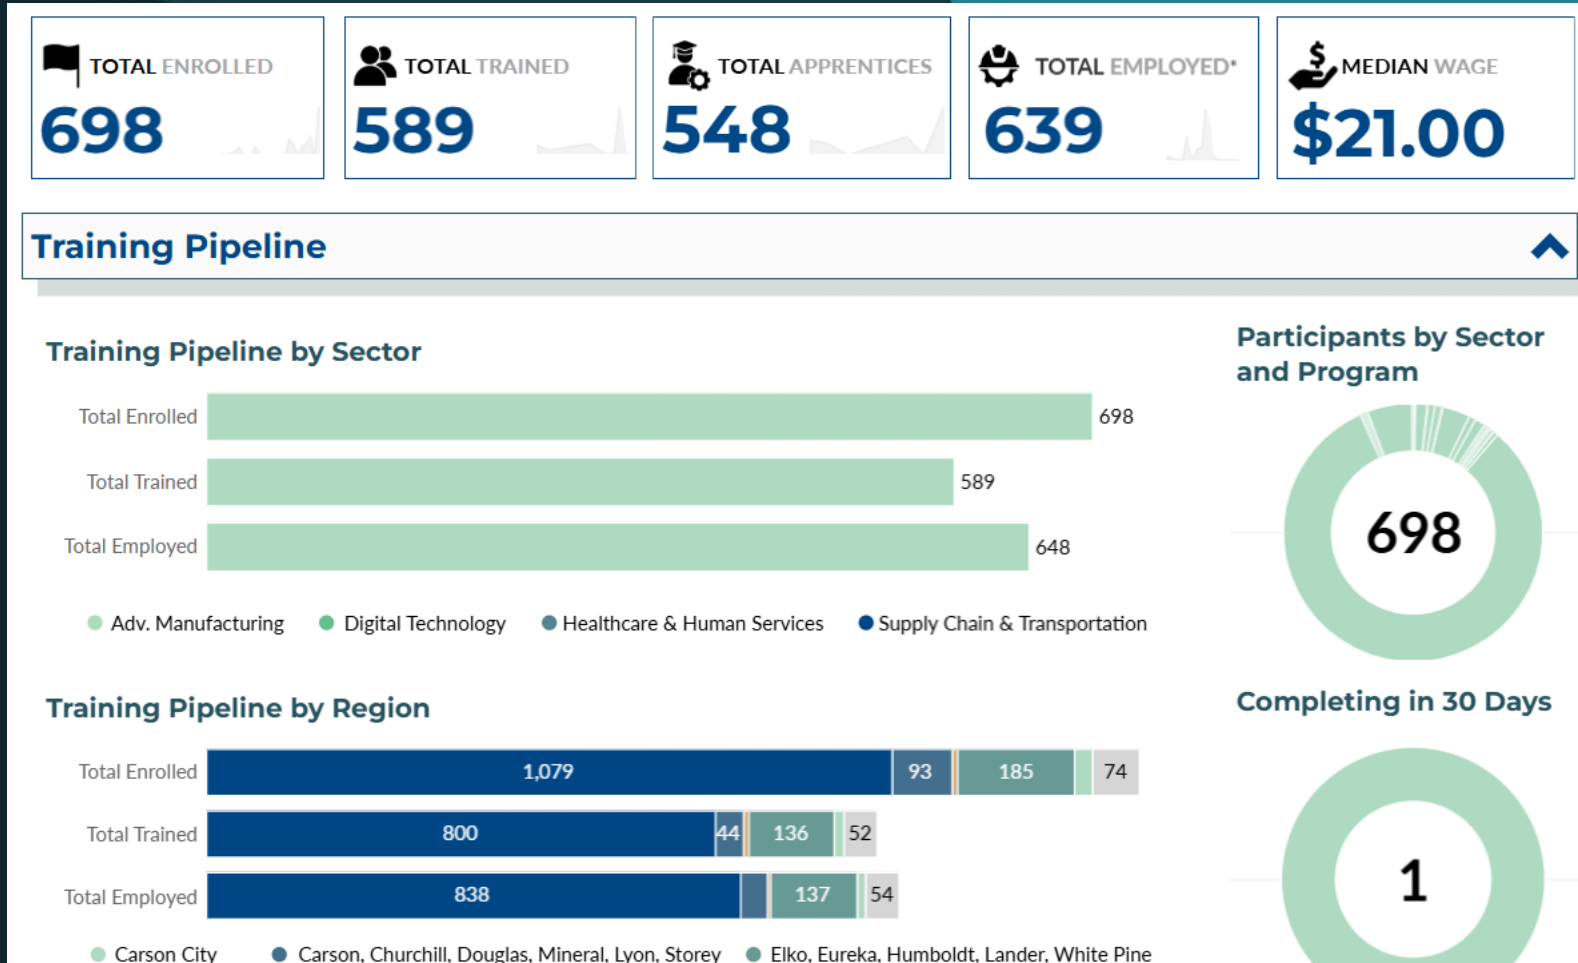 TOTAL ENROLLED
698
TOTAL TRAINED
589
TOTAL APPRENTICES
548
TOTAL EMPLOYED*
639
MEDIAN WAGE
$21.00
Training Pipeline
Training Pipeline by Sector
Total Enrolled 698
Total Trained 589
Total Employed 648
Adv. Manufacturing Digital Technology Healthcare & Human Services Supply Chain & Transportation
Participants by Sector
and Program
698
Training Pipeline by Region
Total Enrolled 1,079 93 185 74
Total Trained 800 44 136 52
Total Employed 838 137 54
Carson City Carson, Churchill, Douglas, Mineral, Lyon, Storey Elko, Eureka, Humboldt, Lander, White Pine
Completing in 30 Days
1